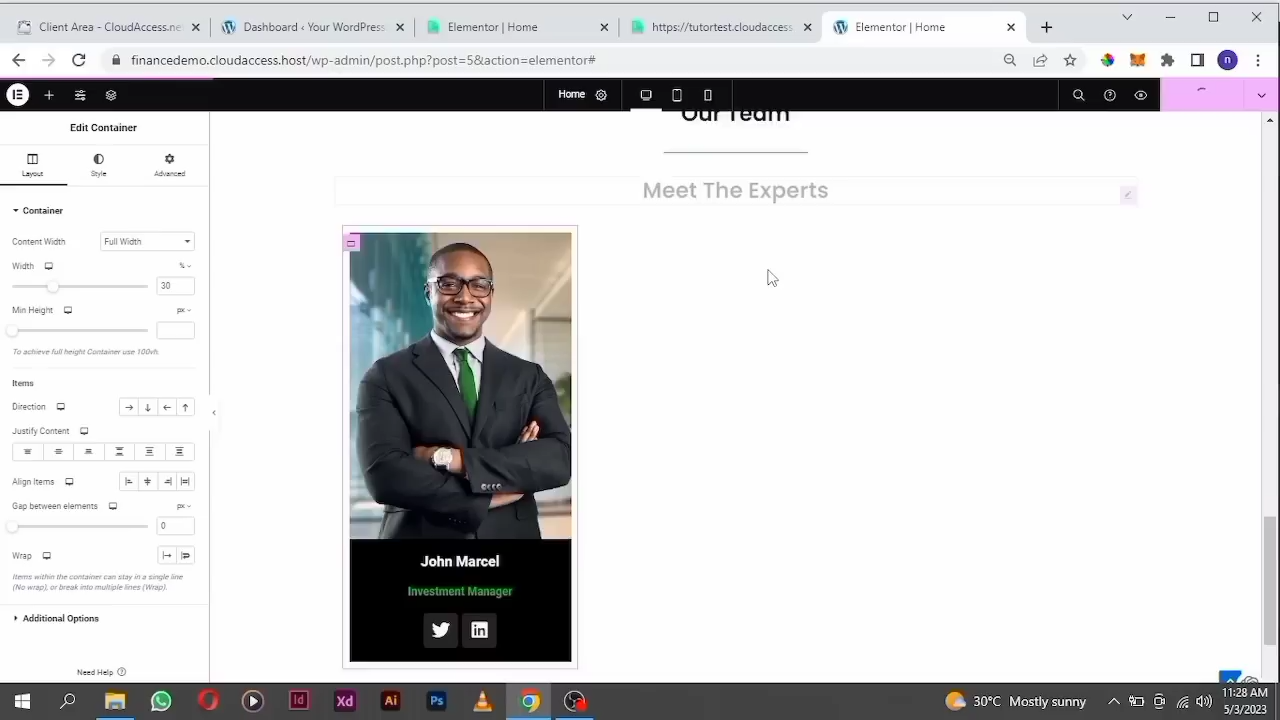 Client Area - CloudAccess.ne
Dashboard ‹ Your WordPress
Elementor | Home
https://tutortest.cloudaccess
Elementor | Home
financedemo.cloudaccess.host/wp-admin/post.php?post=5&action=elementor#
n
Home
Edit Container
Layout
Style
Advanced
Container
Content Width
Full Width
Width
%
30
Min Height
px
To achieve full height Container use 100vh.
Items
Direction
Justify Content
Align Items
Gap between elements
px
0
Wrap
Items within the container can stay in a single line
(No wrap), or break into multiple lines (Wrap).
Additional Options
Need Help
Our Team
Meet The Experts
John Marcel
Investment Manager
in
Id
Xd
Ai
Ps
30°C Mostly sunny
11:28 AM
5/3/2023